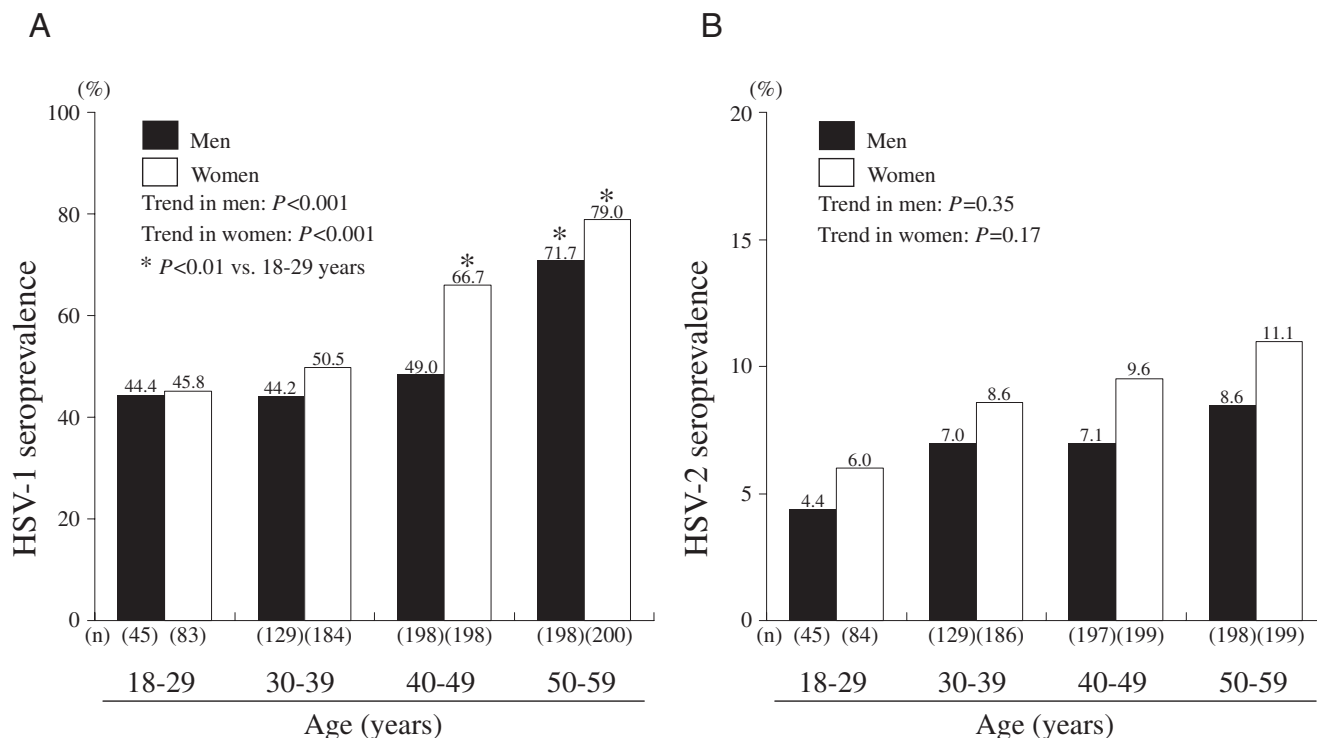 A
(%)
100
80
60
40
20
0
HSV-1 seroprevalence
Men
Women
Trend in men: P<0.001
Trend in women: P<0.001
* P<0.01 vs. 18-29 years
44.4 45.8
44.2 50.5
49.0 66.7 *
71.7 * 79.0 *
(n) (45) (83) (129)(184) (198)(198) (198)(200)
18-29 30-39 40-49 50-59
Age (years)
B
(%)
20
15
10
5
0
HSV-2 seroprevalence
Men
Women
Trend in men: P=0.35
Trend in women: P=0.17
4.4 6.0
7.0 8.6
7.1 9.6
8.6 11.1
(n) (45) (84) (129)(186) (197)(199) (198)(199)
18-29 30-39 40-49 50-59
Age (years)